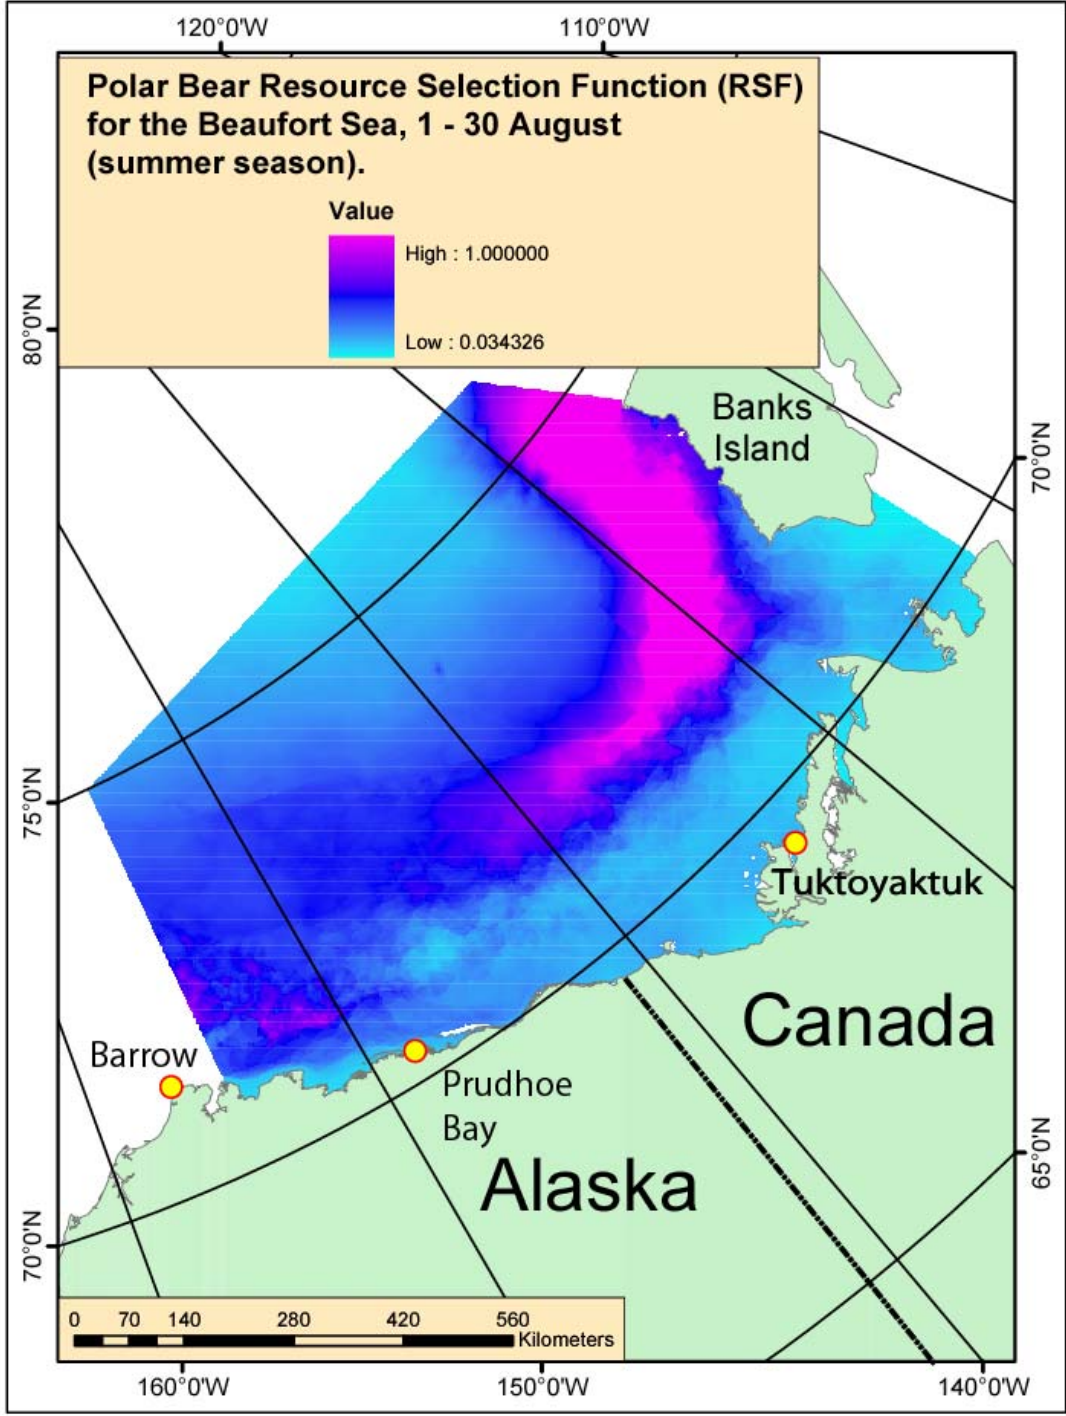 120°0'W
110°0'W
Polar Bear Resource Selection Function (RSF)
for the Beaufort Sea, 1 - 30 August
(summer season).
Value
High : 1.000000
Low : 0.034326
80°0'N
Banks
Island
70°0'N
75°0'N
Tuktoyaktuk
Canada
Barrow
Prudhoe
Bay
Alaska
65°0'N
70°0'N
0 70 140 280 420 560
Kilometers
160°0'W
150°0'W
140°0'W